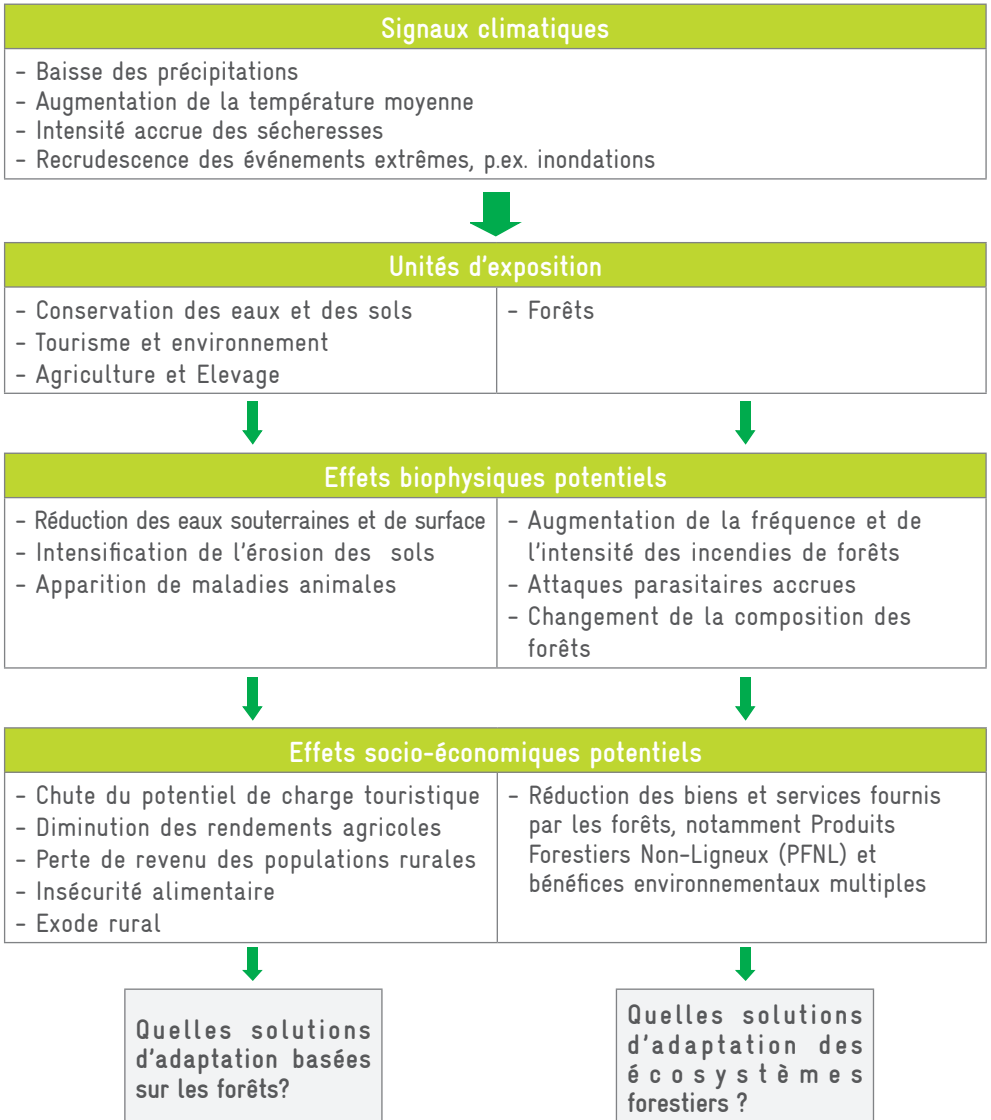 Signaux climatiques
- Baisse des précipitations
- Augmentation de la température moyenne
- Intensité accrue des sécheresses
- Recrudescence des événements extrêmes, p.ex. inondations
Unités d'exposition
- Conservation des eaux et des sols
- Tourisme et environnement
- Agriculture et Elevage
- Forêts
Effets biophysiques potentiels
- Réduction des eaux souterraines et de surface
- Intensification de l'érosion des sols
- Apparition de maladies animales
- Augmentation de la fréquence et de
l'intensité des incendies de forêts
- Attaques parasitaires accrues
- Changement de la composition des
forêts
Effets socio-économiques potentiels
- Chute du potentiel de charge touristique
- Diminution des rendements agricoles
- Perte de revenu des populations rurales
- Insécurité alimentaire
- Exode rural
- Réduction des biens et services fournis
par les forêts, notamment Produits
Forestiers Non-Ligneux (PFNL) et
bénéfices environnementaux multiples
Quelles solutions
d'adaptation basées
sur les forêts?
Quelles solutions
d'adaptation des
écosystèmes
forestiers ?